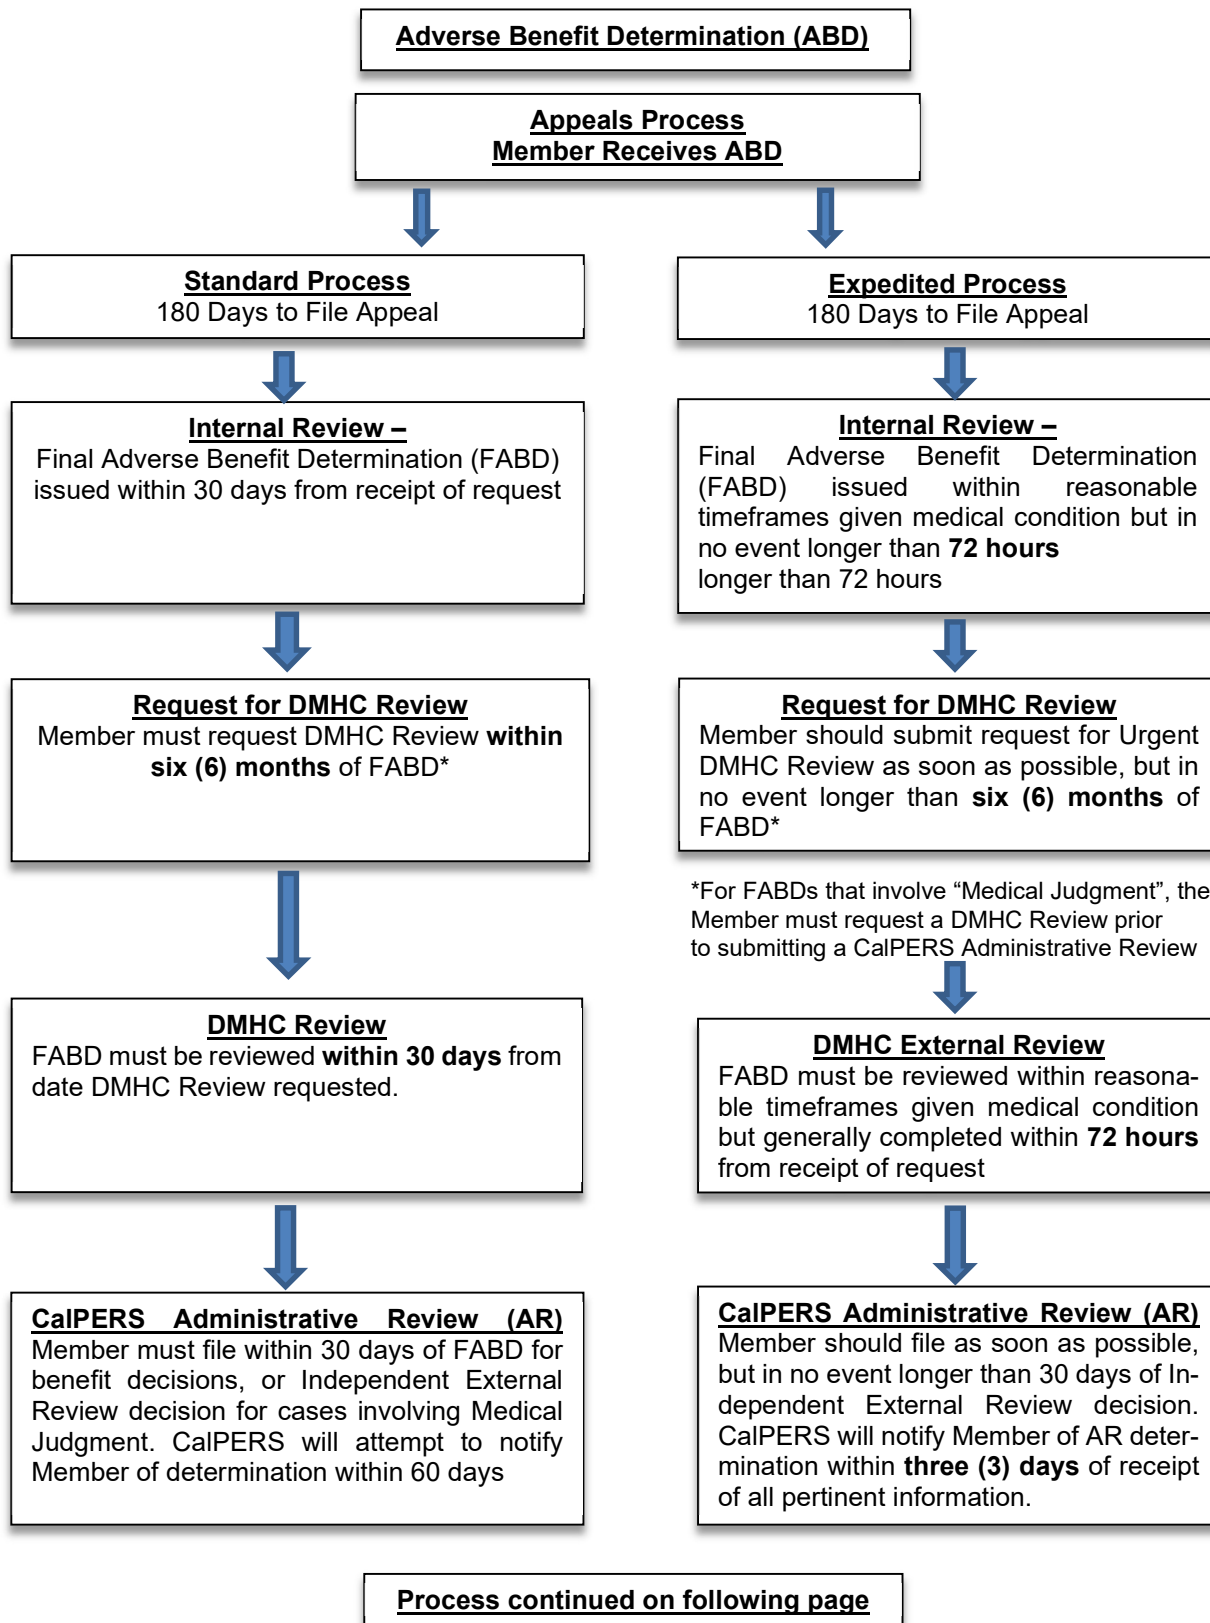 Adverse Benefit Determination (ABD)
Appeals Process
Member Receives ABD
Standard Process
180 Days to File Appeal
Expedited Process
180 Days to File Appeal
Internal Review –
Final Adverse Benefit Determination (FABD)
issued within 30 days from receipt of request
Internal Review –
Final Adverse Benefit Determination
(FABD) issued within reasonable
timeframes given medical condition but in
no event longer than 72 hours
longer than 72 hours
Request for DMHC Review
Member must request DMHC Review within
six (6) months of FABD*
Request for DMHC Review
Member should submit request for Urgent
DMHC Review as soon as possible, but in
no event longer than six (6) months of
FABD*
*For FABDs that involve “Medical Judgment”, the
Member must request a DMHC Review prior
to submitting a CalPERS Administrative Review
DMHC Review
FABD must be reviewed within 30 days from
date DMHC Review requested.
DMHC External Review
FABD must be reviewed within reasona-
ble timeframes given medical condition
but generally completed within 72 hours
from receipt of request
CalPERS Administrative Review (AR)
Member must file within 30 days of FABD for
benefit decisions, or Independent External
Review decision for cases involving Medical
Judgment. CalPERS will attempt to notify
Member of determination within 60 days
CalPERS Administrative Review (AR)
Member should file as soon as possible,
but in no event longer than 30 days of In-
dependent External Review decision.
CalPERS will notify Member of AR deter-
mination within three (3) days of receipt
of all pertinent information.
Process continued on following page